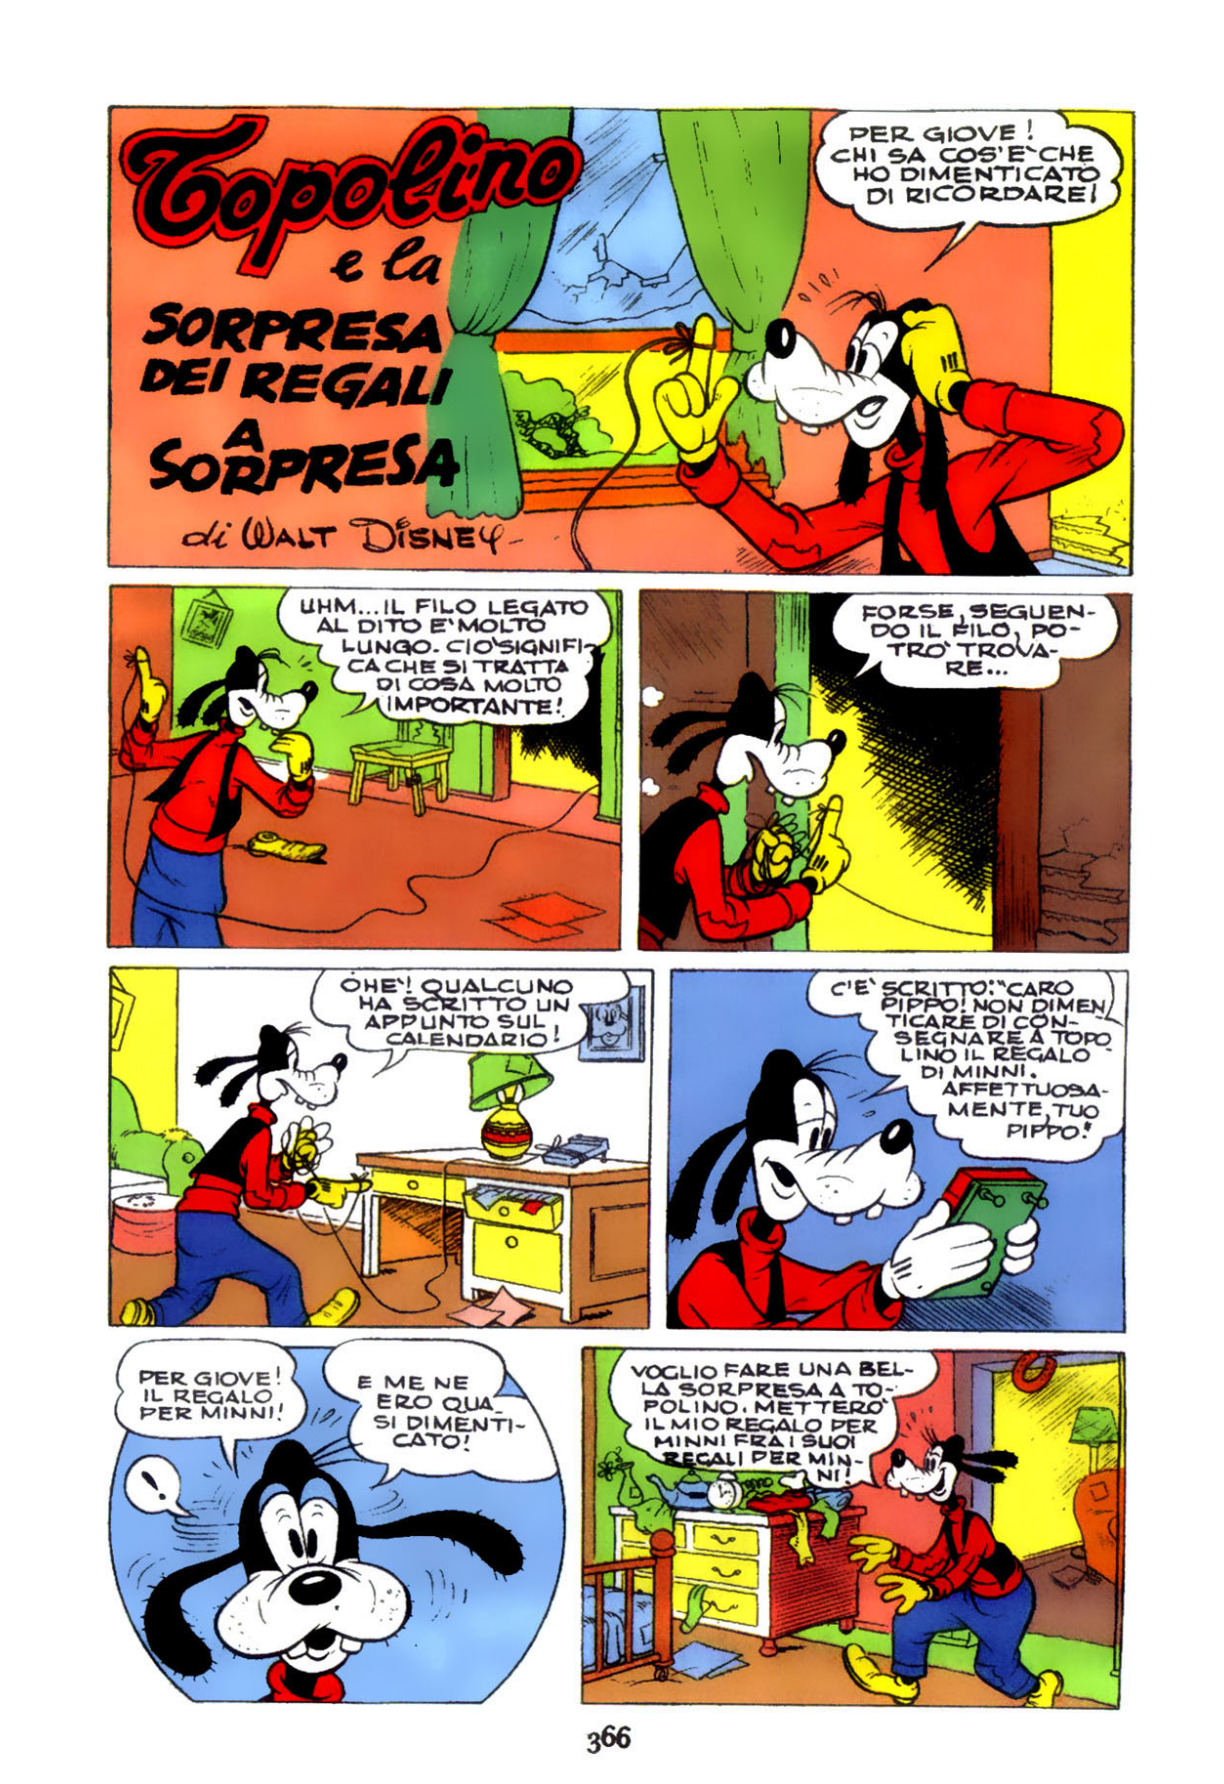 Topolino
e la
SORPRESA
DEI REGALI
A
SORPRESA
di WALT DISNEY
PER GIOVE!
CHI SA COS'E' CHE
HO DIMENTICATO
DI RICORDARE!
UHM...IL FILO LEGATO
AL DITO E' MOLTO
LUNGO. CIO' SIGNIFI-
CA CHE SI TRATTA
DI COSA MOLTO
IMPORTANTE!
FORSE, SEGUEN-
DO IL FILO, PO-
TRO' TROVA-
RE...
OHE'! QUALCUNO
HA SCRITTO UN
APPUNTO SUL
CALENDARIO!
C'E' SCRITTO: "CARO
PIPPO! NON DIMEN
TICARE DI CON-
SEGNARE A TOPO
LINO IL REGALO
DI MINNI.
AFFETTUOSA-
MENTE, TUO
PIPPO."
PER GIOVE!
IL REGALO
PER MINNI!
!
E ME NE
ERO QUA-
SI DIMENTI-
CATO!
VOGLIO FARE UNA BEL-
LA SORPRESA A TO-
POLINO. METTERO'
IL MIO REGALO PER
MINNI FRA I SUOI
REGALI PER MIN-
NI!
366